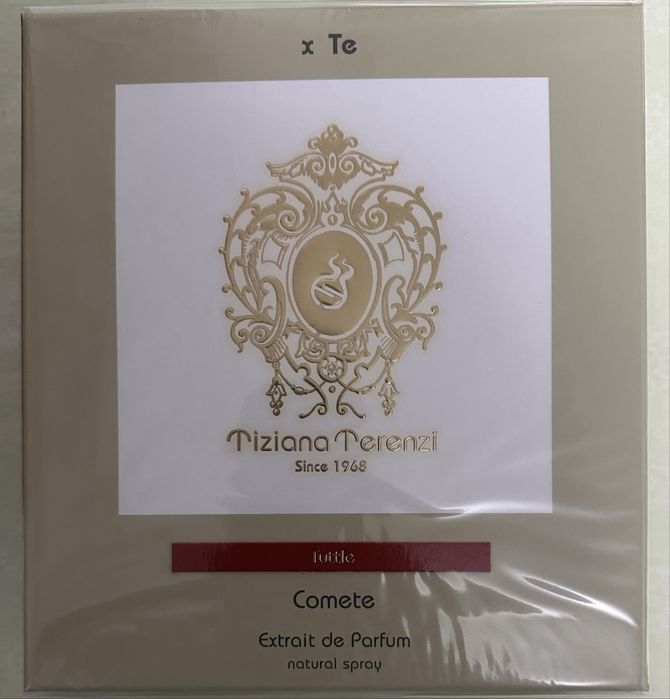 x Te
Tiziana Terenzi
Since 1968
Tuttle
Comete
Extrait de Parfum
natural spray